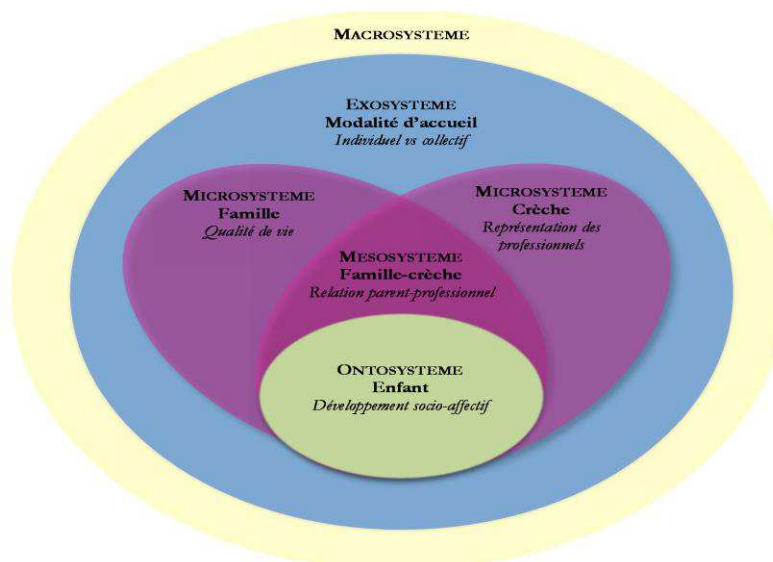 MACROSYSTEME
EXOSYSTEME
Modalité d'accueil
Individuel vs collectif
MICROSYSTEME
Famille
Qualité de vie
MICROSYSTEME
Crèche
Représentation des
professionnels
MESOSYSTEME
Famille-crèche
Relation parent-professionnel
ONTOSYSTEME
Enfant
Développement socio-affectif